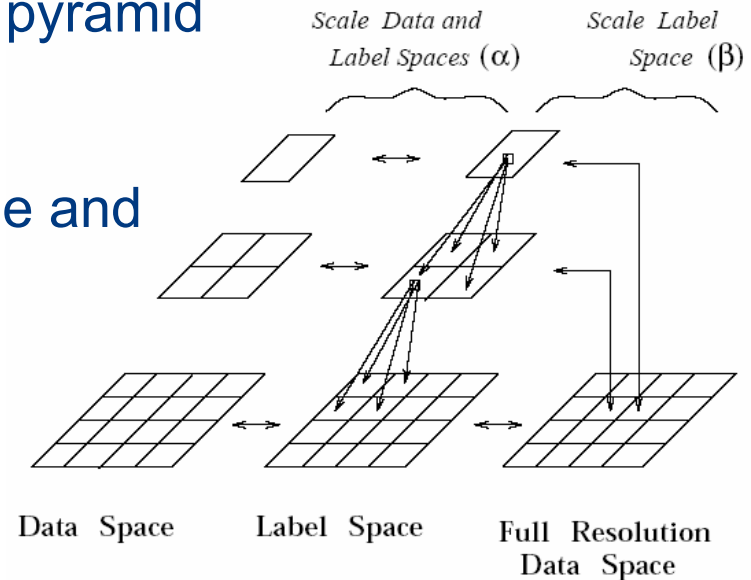 pyramid
Scale Data and
Label Spaces (α)
Scale Label
Space (β)
e and
Data Space
Label Space
Full Resolution
Data Space